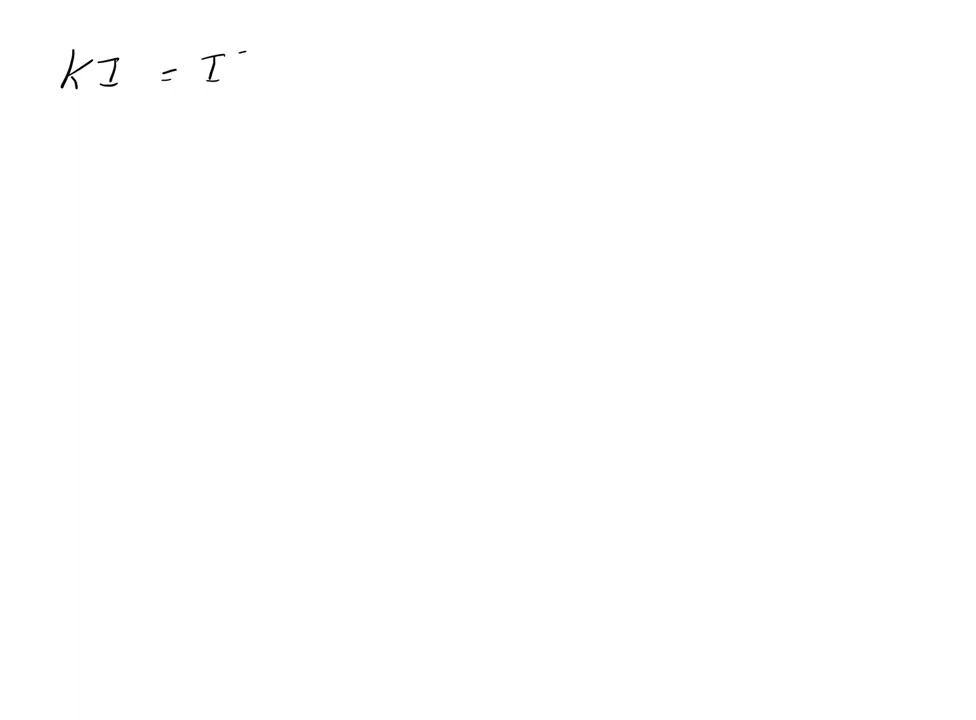 KI = I⁻